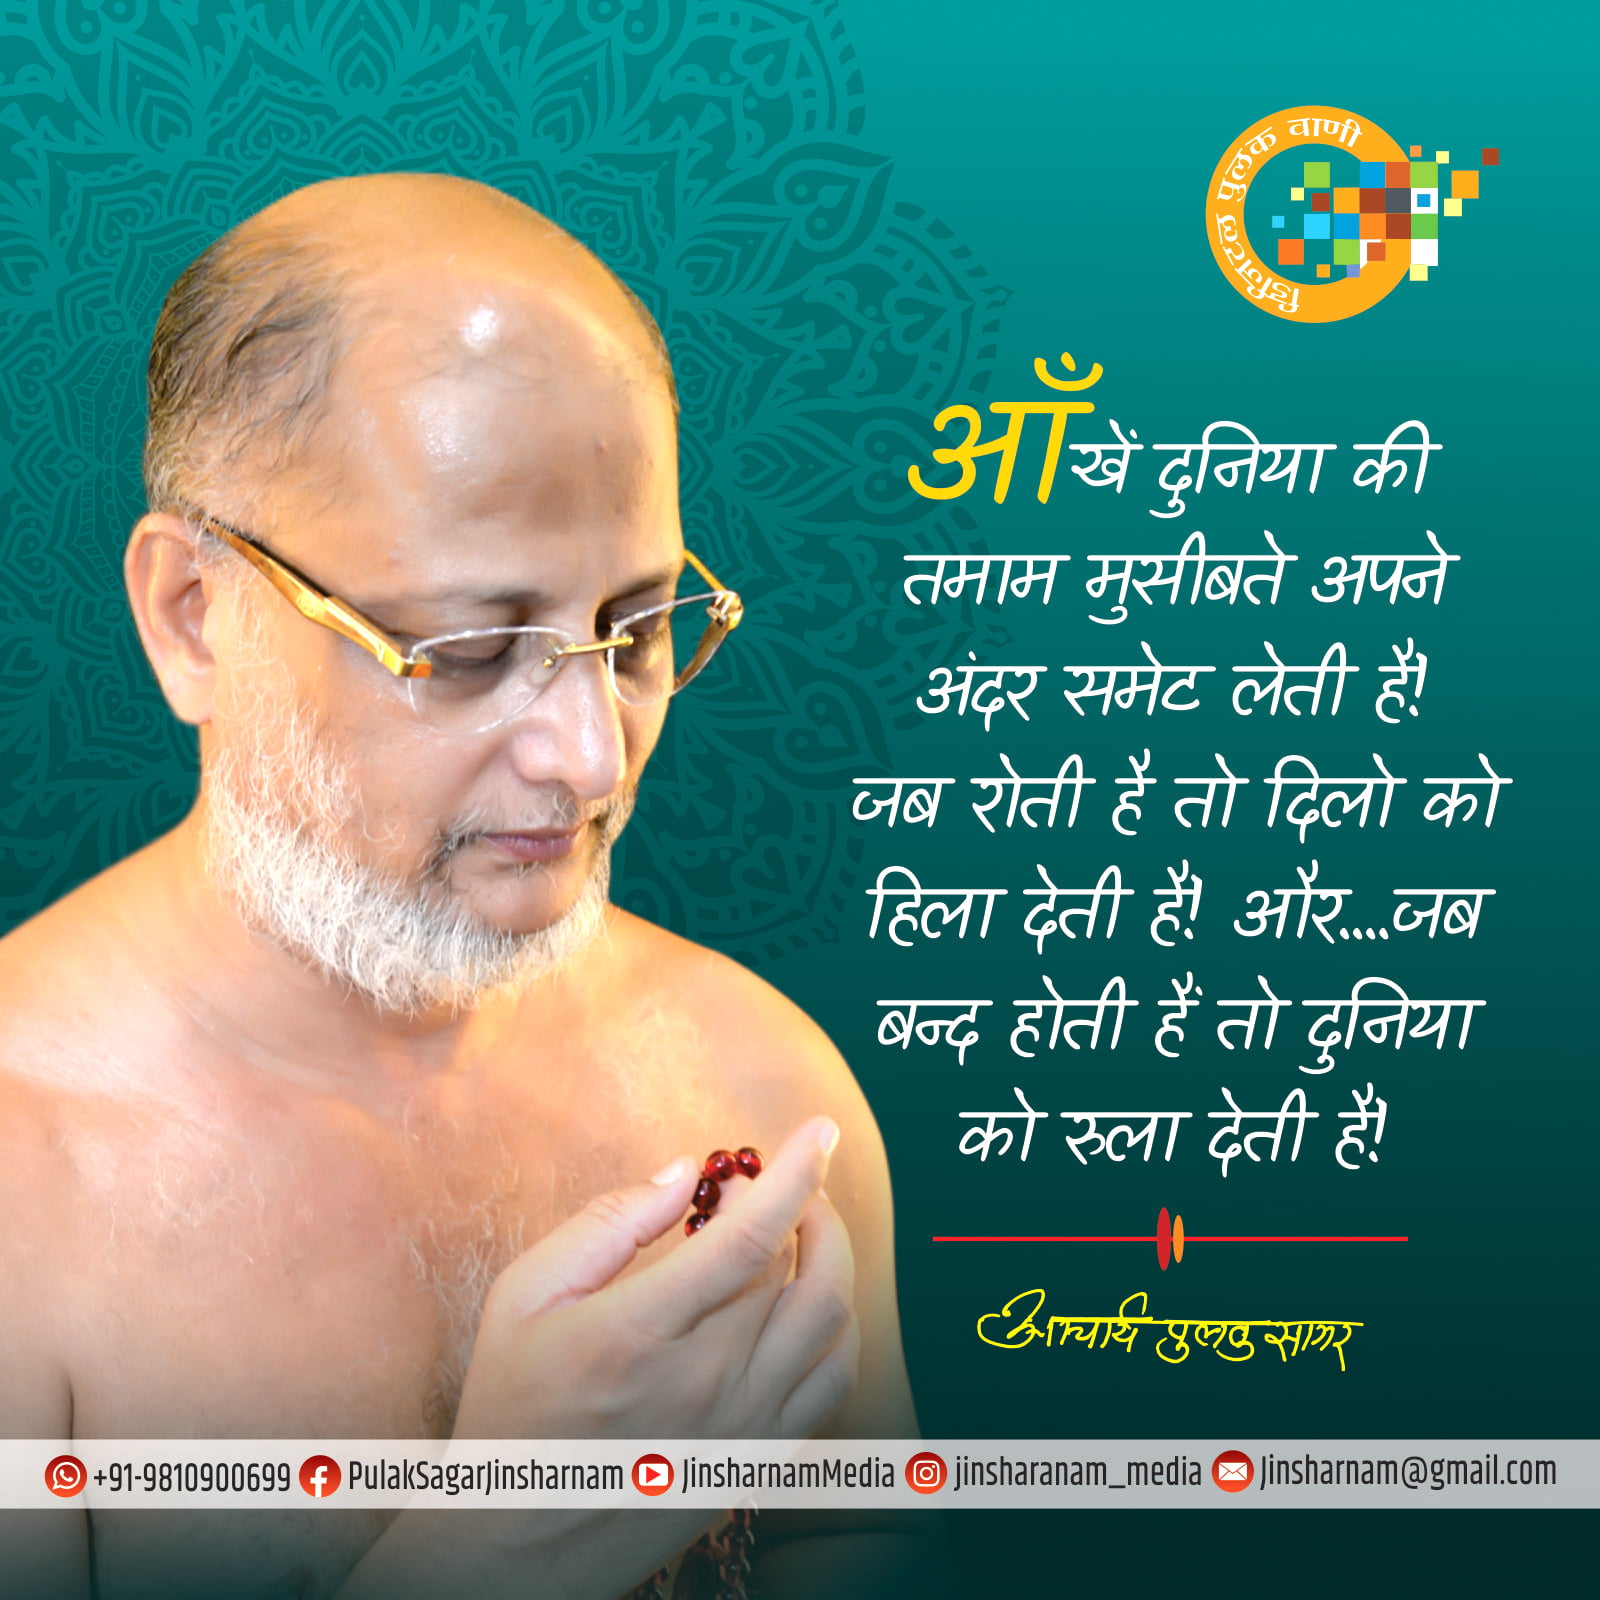 डिजिटल पुलक वाणी
आँखें दुनिया की
तमाम मुसीबते अपने
अंदर समेट लेती है!
जब रोती है तो दिलो को
हिला देती है! और....जब
बन्द होती हैं तो दुनिया
को रुला देती है!
आचार्य पुलक सागर
+91-9810900699 PulakSagarJinsharnam JinsharnamMedia jinsharanam_media Jinsharnam@gmail.com